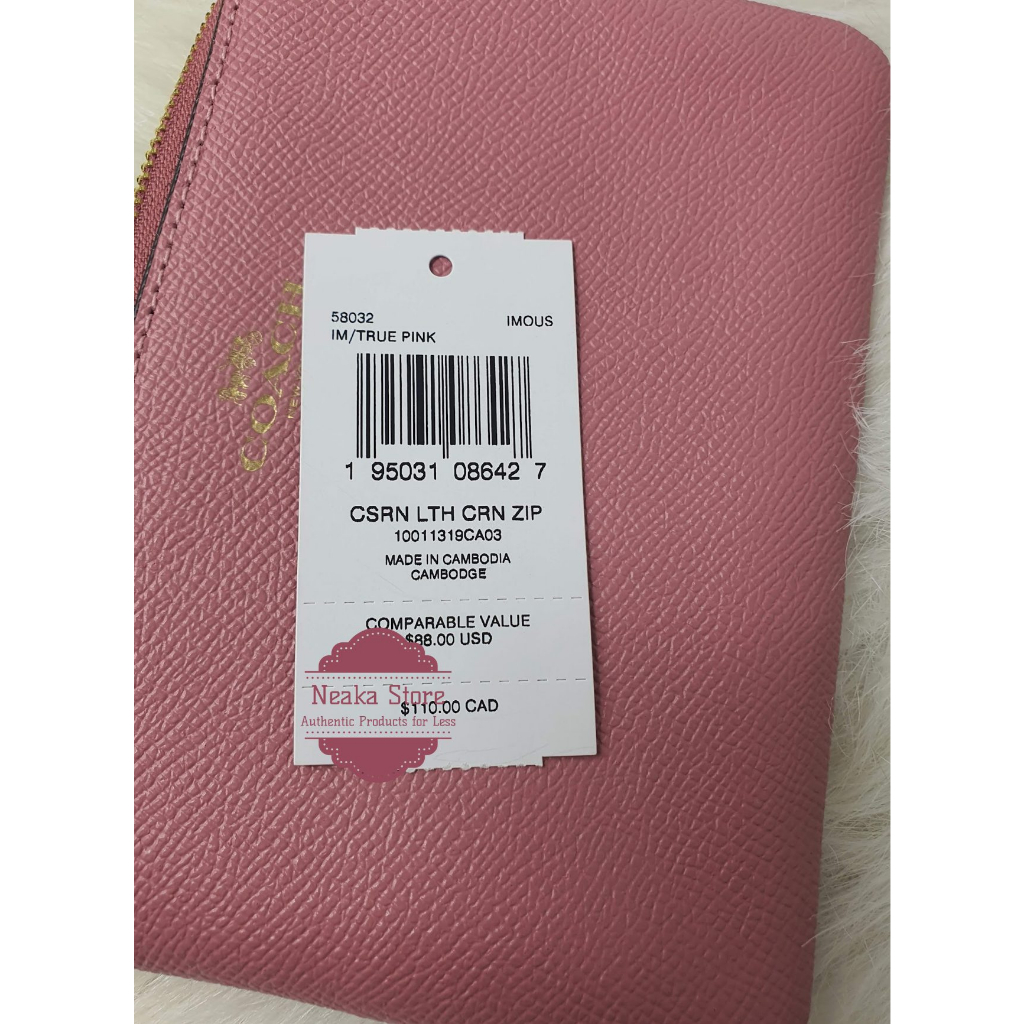 58032
IMOUS
IM/TRUE PINK
1 95031 08642 7
CSRN LTH CRN ZIP
10011319CA03
MADE IN CAMBODIA
CAMBODGE
COMPARABLE VALUE
$88.00 USD
$110.00 CAD
Neaka Store
Authentic Products for Less
COACH